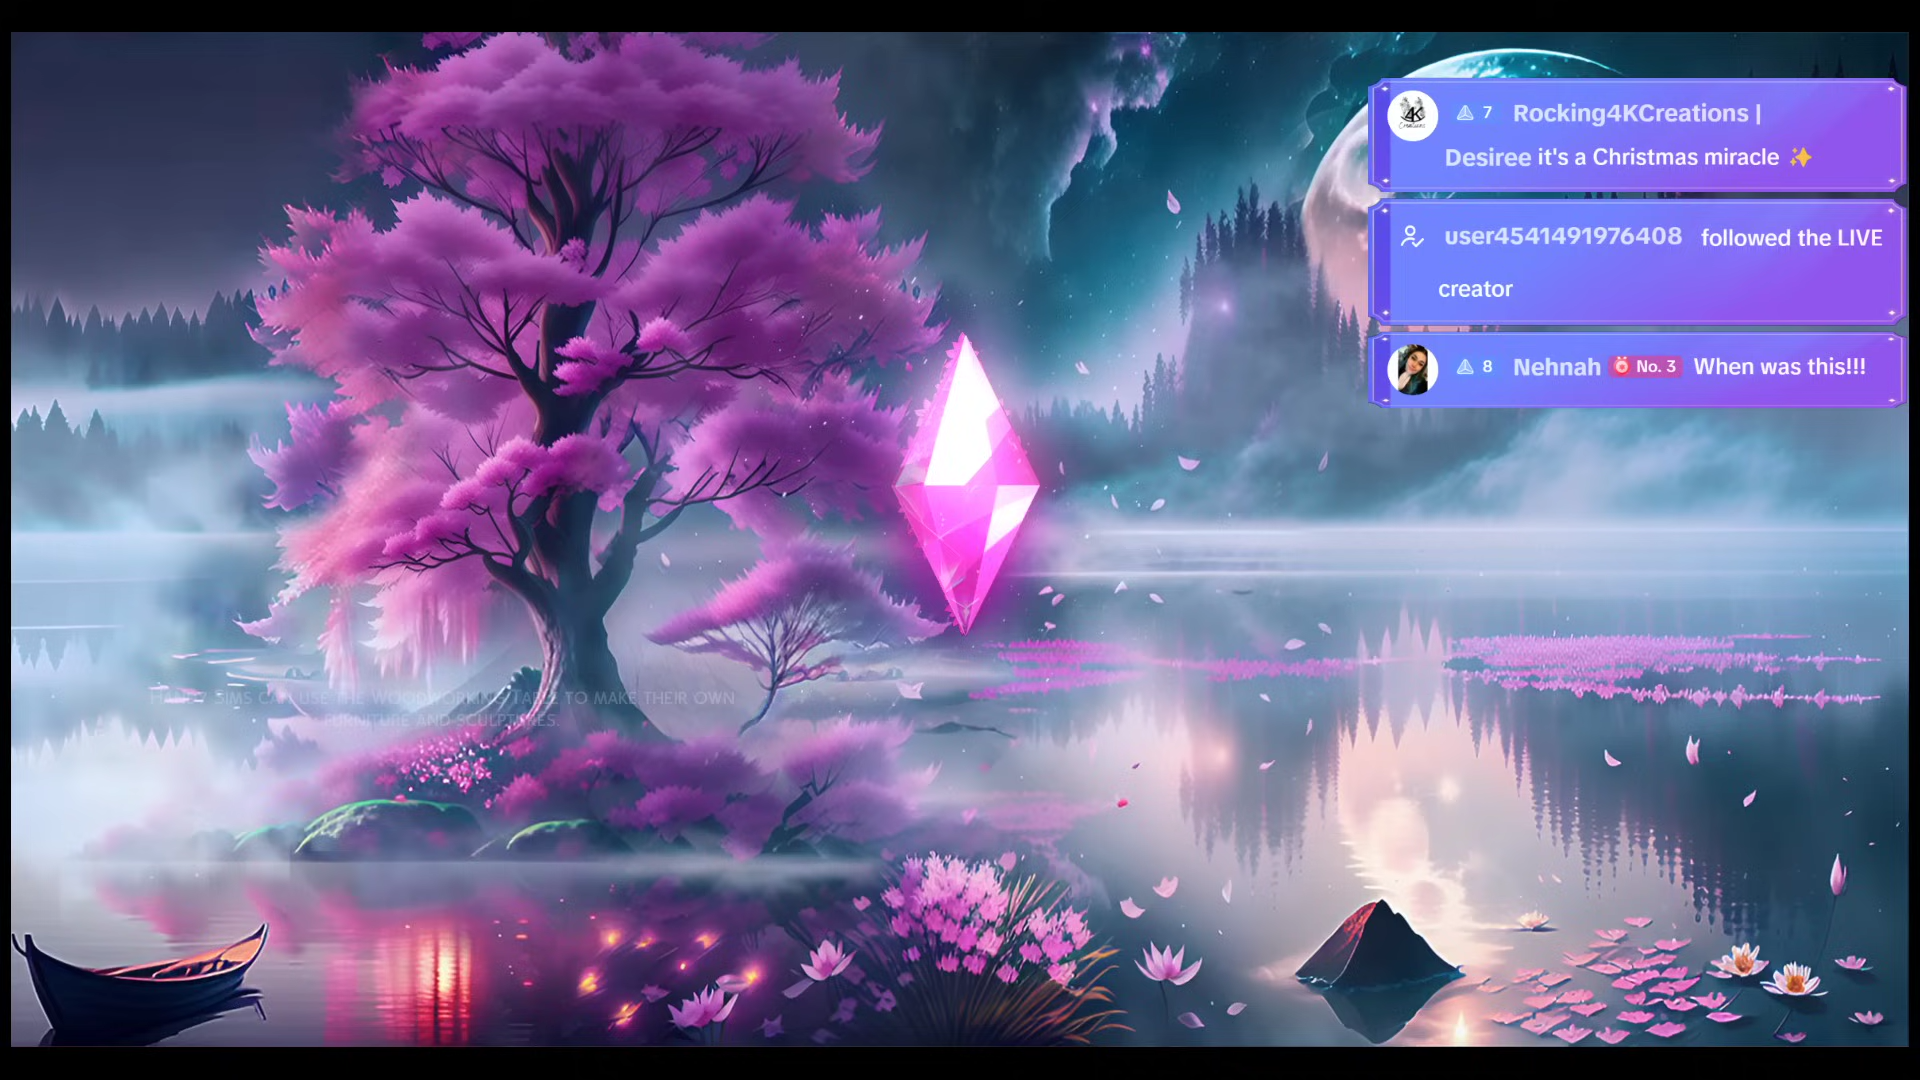 7 Rocking4KCreations |
Desiree it's a Christmas miracle ✨
user4541491976408 followed the LIVE
creator
8 Nehnah No. 3 When was this!!!
Handy Sims can use the Woodworking Table to make their own
furniture and sculptures.